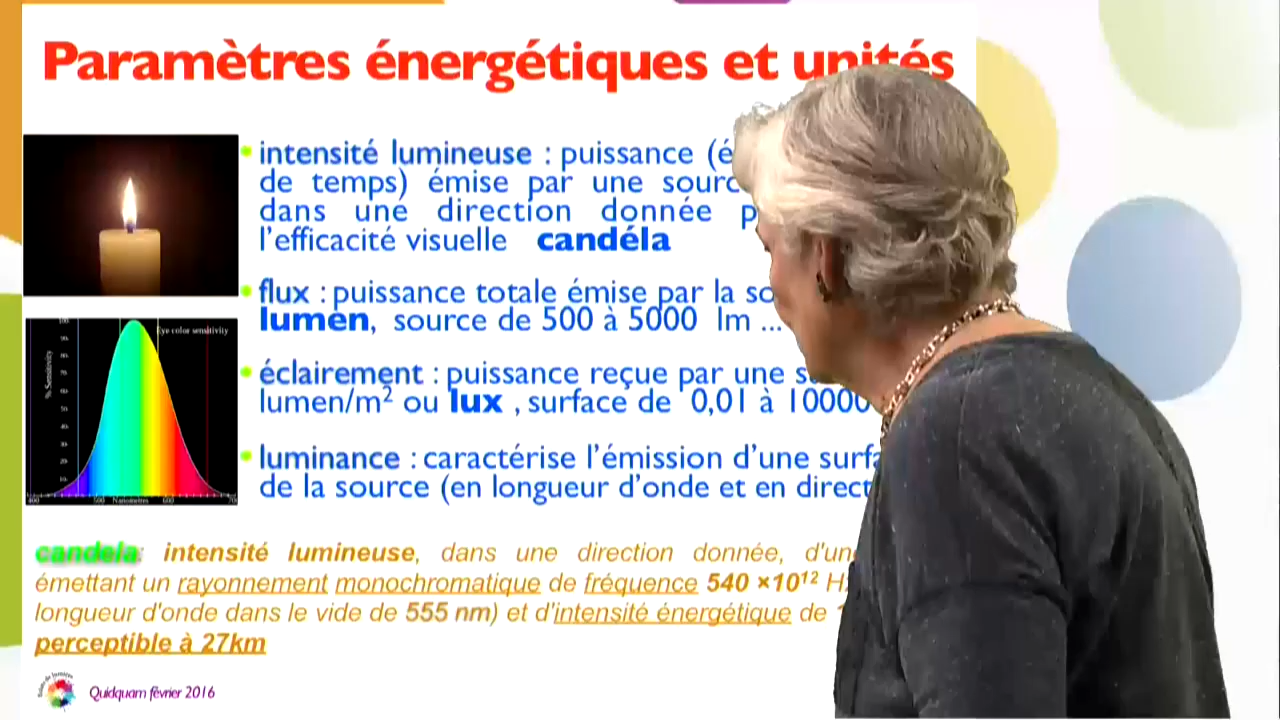 Paramètres énergétiques et unités
intensité lumineuse : puissance (é
de temps) émise par une sourc
dans une direction donnée p
l'efficacité visuelle candéla
flux : puissance totale émise par la so
lumen, source de 500 à 5000 lm ...
éclairement : puissance reçue par une s
lumen/m² ou lux , surface de 0,01 à 10000
luminance : caractérise l'émission d'une surfa
de la source (en longueur d'onde et en direct
Eye color sensitivity
% Sensitivity
Nanometres
candela: intensité lumineuse, dans une direction donnée, d'une
émettant un rayonnement monochromatique de fréquence 540 ×10¹² Hz
longueur d'onde dans le vide de 555 nm) et d'intensité énergétique de 1
perceptible à 27km
Quidquam février 2016